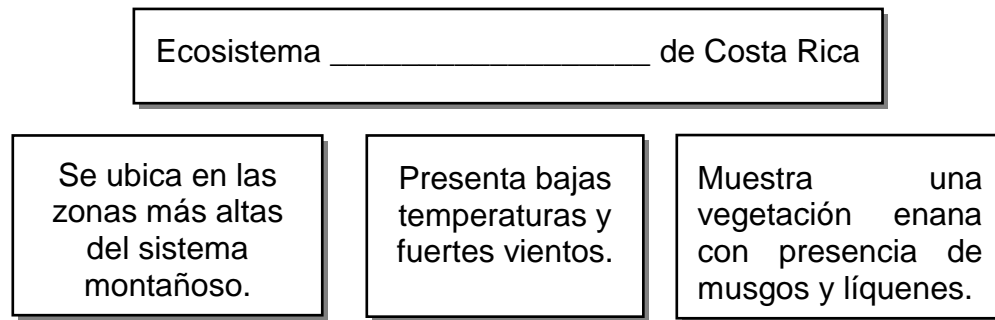 Ecosistema __________________ de Costa Rica
Se ubica en las
zonas más altas
del sistema
montañoso.
Presenta bajas
temperaturas y
fuertes vientos.
Muestra una
vegetación enana
con presencia de
musgos y líquenes.